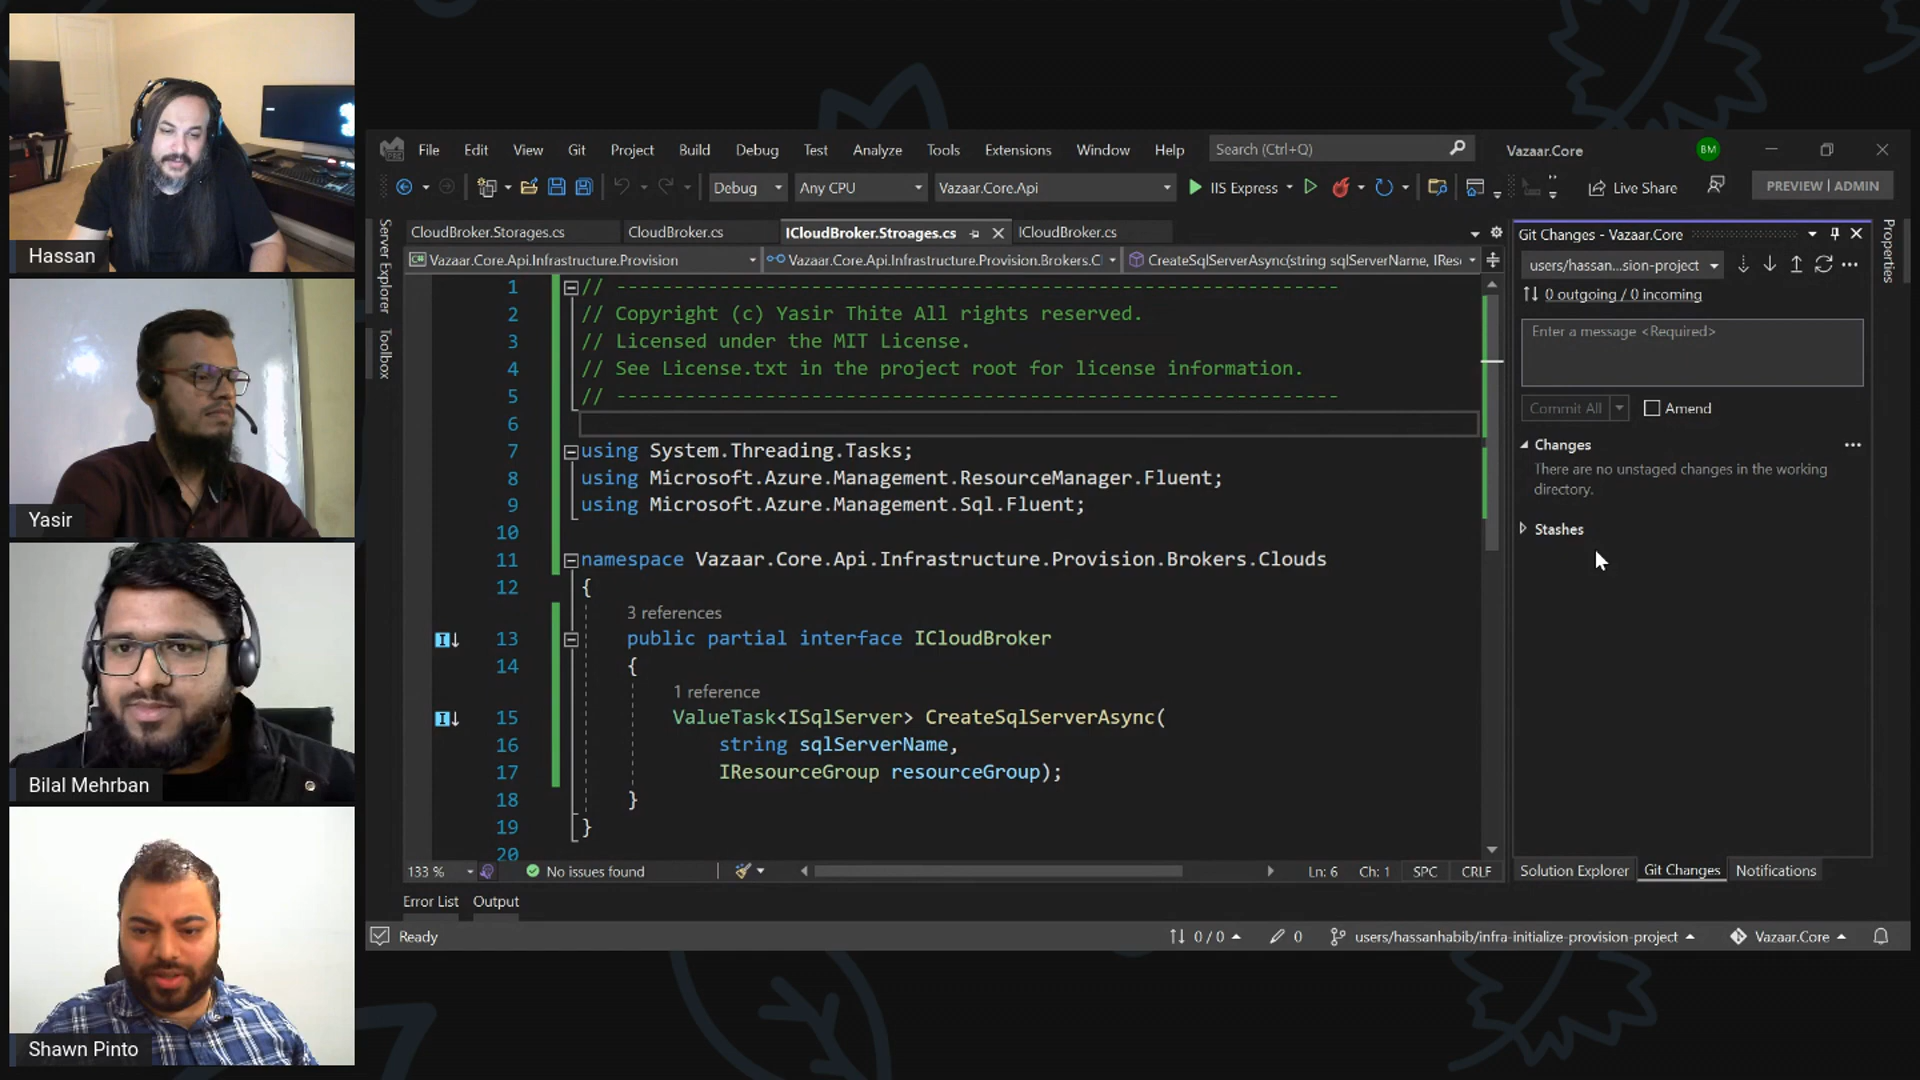 Hassan
Yasir
Bilal Mehrban
Shawn Pinto
File Edit View Git Project Build Debug Test Analyze Tools Extensions Window Help Search (Ctrl+Q) Vazaar.Core BM
Debug Any CPU Vazaar.Core.Api IIS Express Live Share PREVIEW | ADMIN
Server Explorer
Toolbox
CloudBroker.Storages.cs CloudBroker.cs ICloudBroker.Stroages.cs ICloudBroker.cs
Vazaar.Core.Api.Infrastructure.Provision Vazaar.Core.Api.Infrastructure.Provision.Brokers.Cl CreateSqlServerAsync(string sqlServerName, IRes
1 // ---------------------------------------------------------------
2 // Copyright (c) Yasir Thite All rights reserved.
3 // Licensed under the MIT License.
4 // See License.txt in the project root for license information.
5 // ---------------------------------------------------------------
6
7 using System.Threading.Tasks;
8 using Microsoft.Azure.Management.ResourceManager.Fluent;
9 using Microsoft.Azure.Management.Sql.Fluent;
10
11 namespace Vazaar.Core.Api.Infrastructure.Provision.Brokers.Clouds
12 {
3 references
13 public partial interface ICloudBroker
14 {
1 reference
15 ValueTask<ISqlServer> CreateSqlServerAsync(
16 string sqlServerName,
17 IResourceGroup resourceGroup);
18 }
19 }
20
133 % No issues found Ln: 6 Ch: 1 SPC CRLF
Error List Output
Git Changes - Vazaar.Core
users/hassan...sion-project
0 outgoing / 0 incoming
Enter a message <Required>
Commit All Amend
Changes
There are no unstaged changes in the working
directory.
Stashes
Solution Explorer Git Changes Notifications
Properties
Ready 0 / 0 0 users/hassanhabib/infra-initialize-provision-project Vazaar.Core